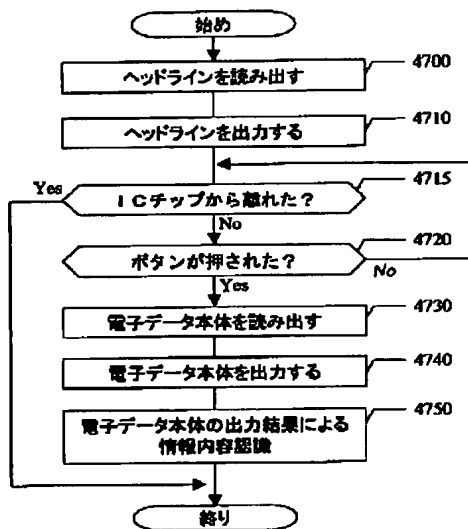 始め
ヘッドラインを読み出す
4700
ヘッドラインを出力する
4710
ICチップから離れた?
4715
Yes
No
ボタンが押された?
4720
No
Yes
電子データ本体を読み出す
4730
電子データ本体を出力する
4740
電子データ本体の出力結果による
情報内容認識
4750
終り